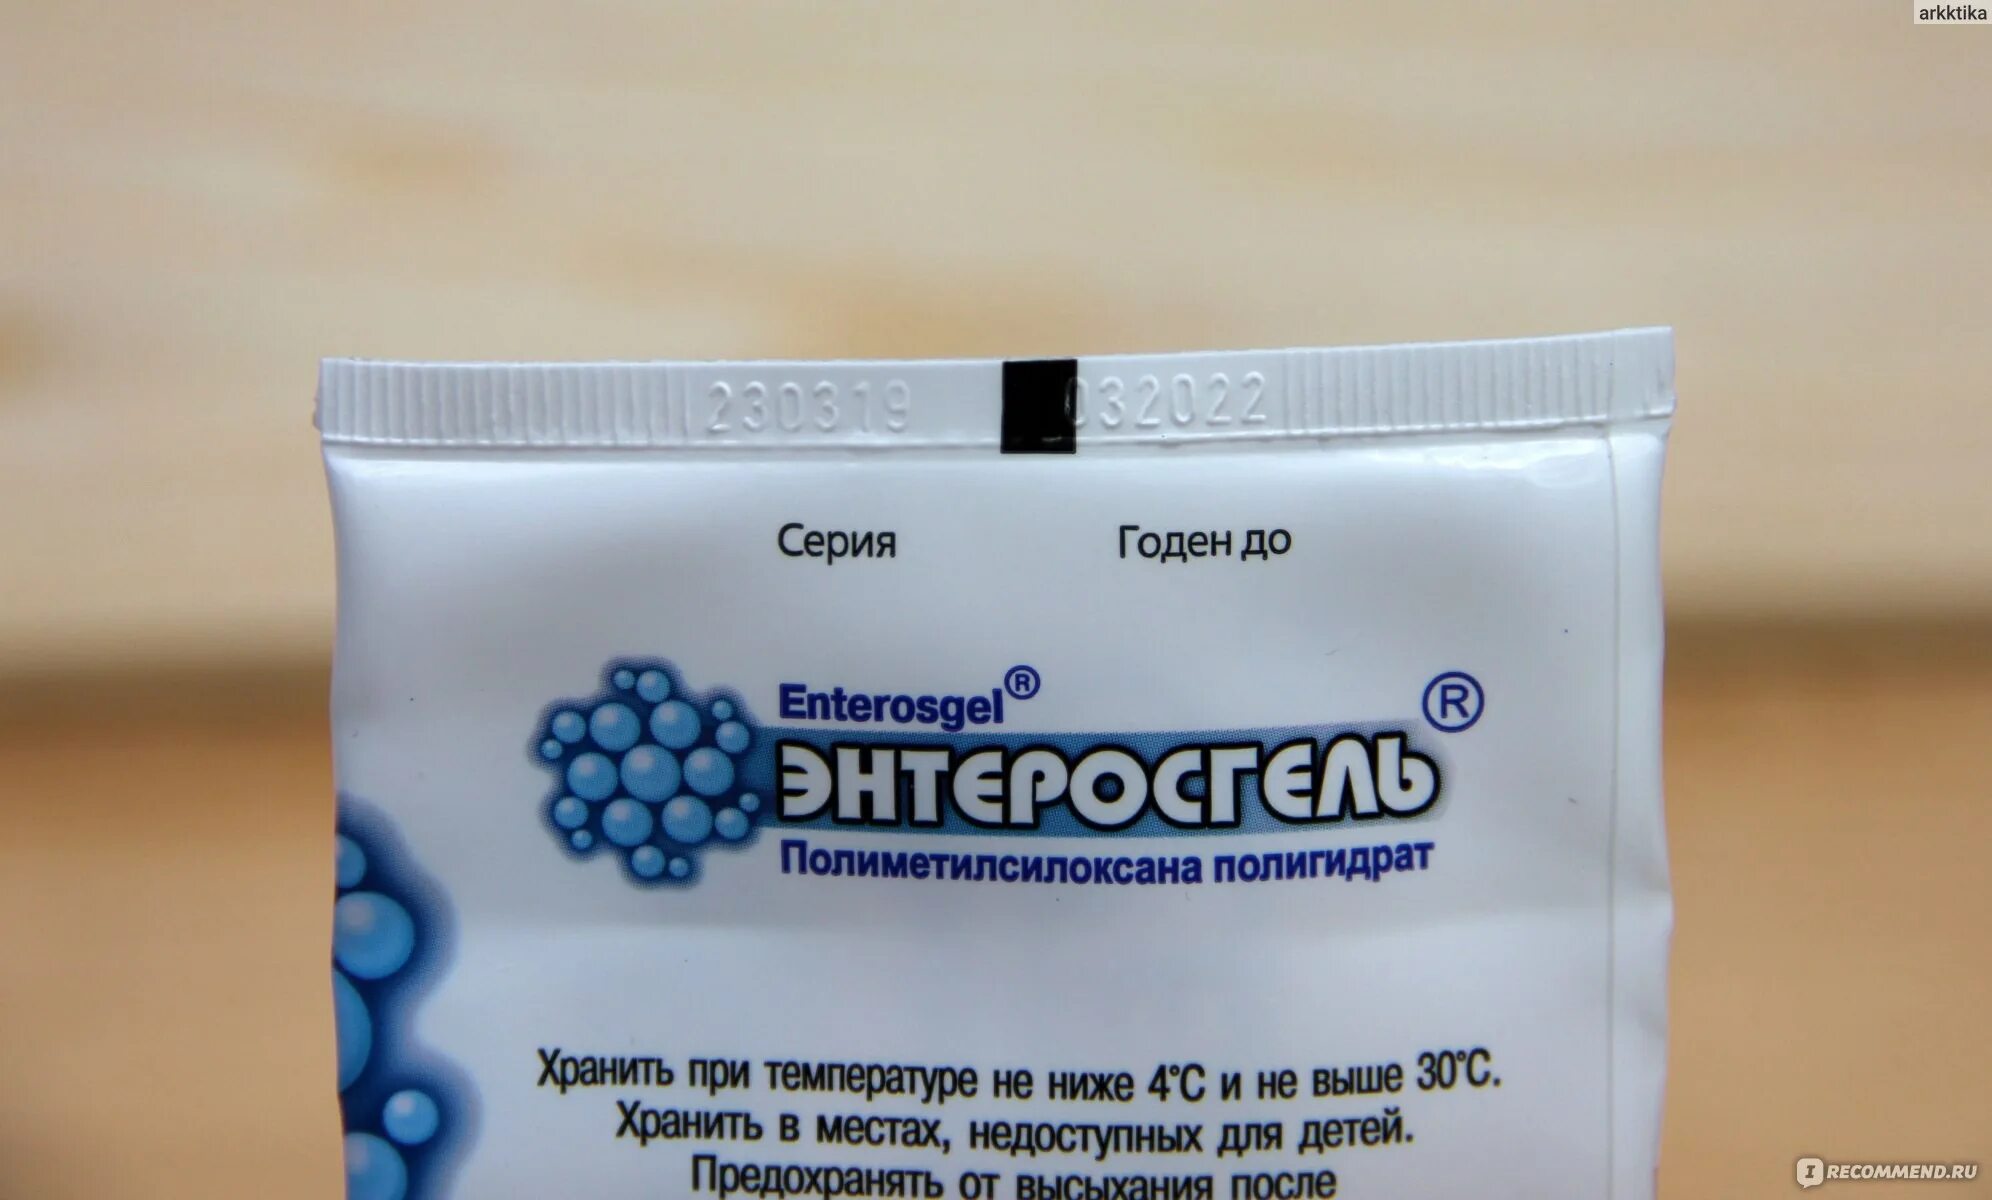 arkktika
230319 032022
Серия Годен до
Enterosgel®
ЭНТЕРОСГЕЛЬ ®
Полиметилсилоксана полигидрат
Хранить при температуре не ниже 4°С и не выше 30°С.
Хранить в местах, недоступных для детей.
Предохранять от высыхания после
IRECOMMEND.RU